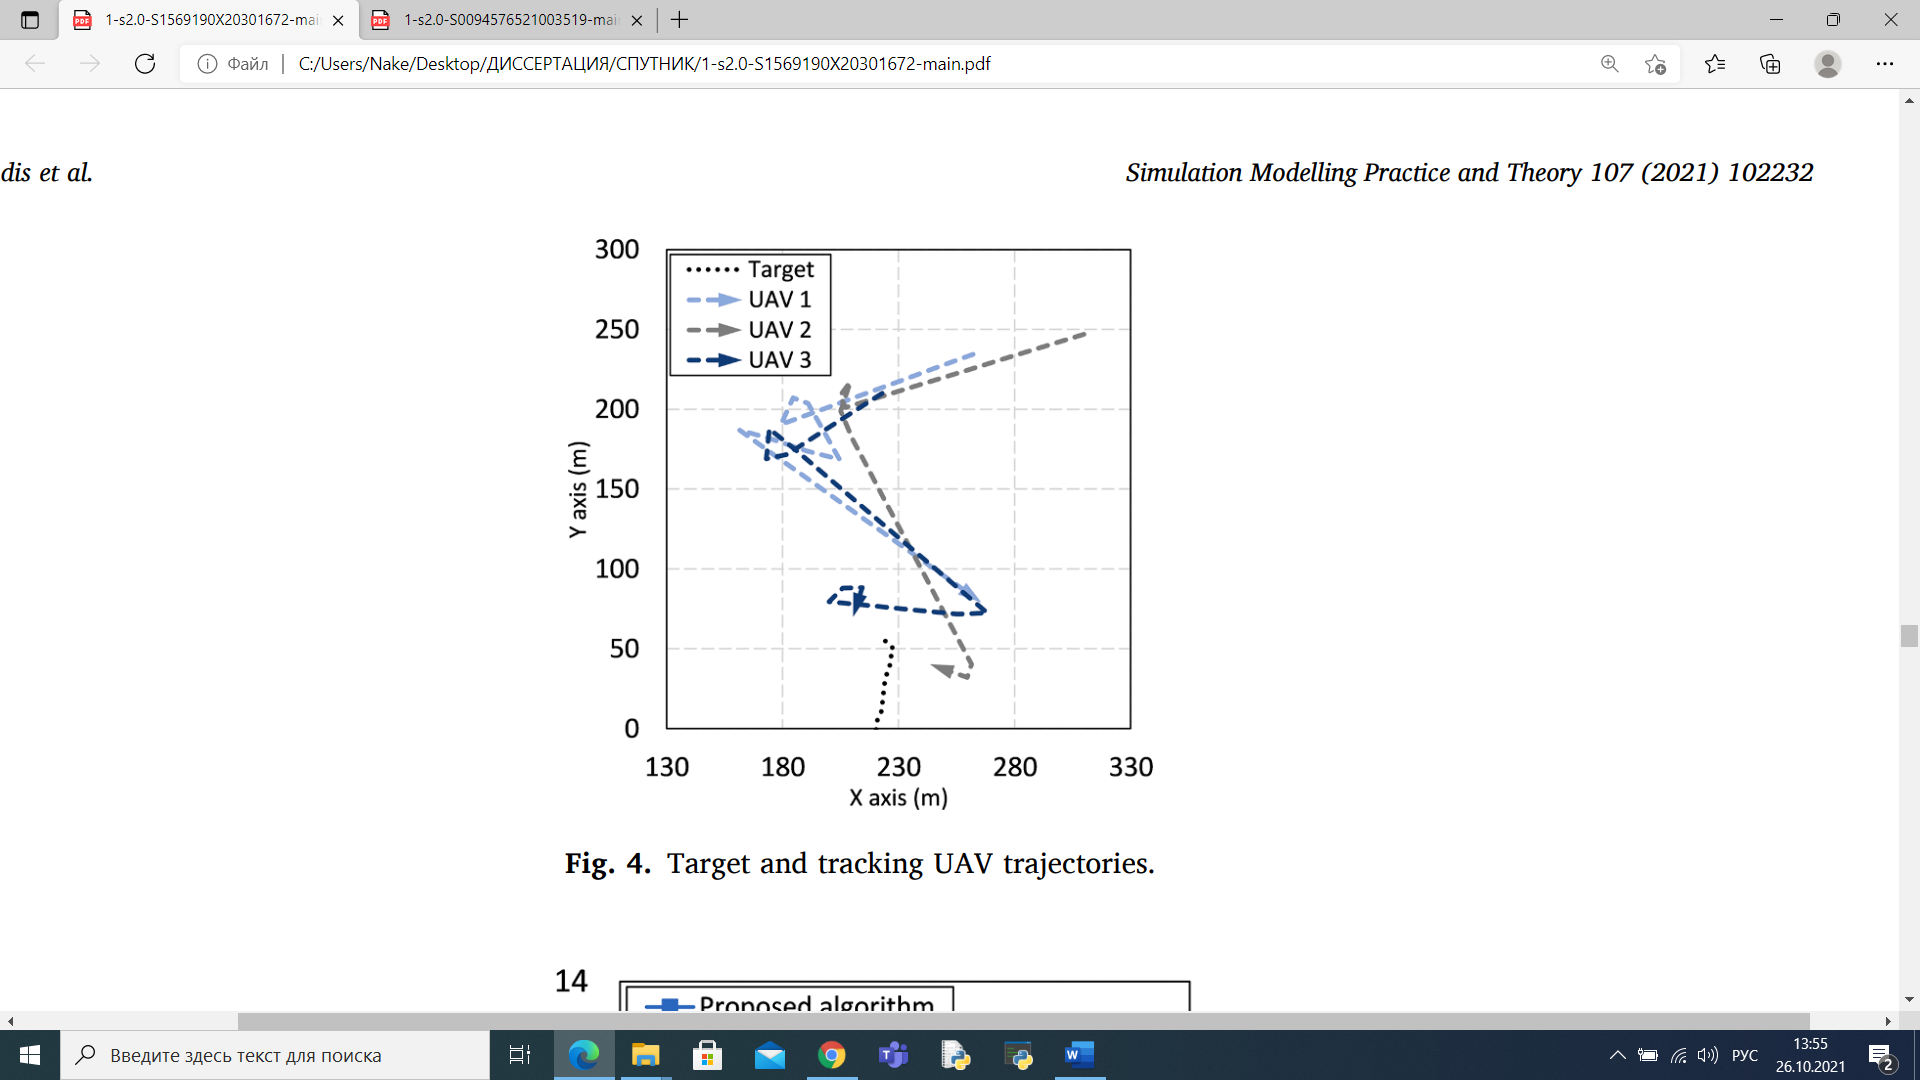 1-s2.0-S1569190X20301672-mai
1-s2.0-S0094576521003519-mai
Файл
C:/Users/Nake/Desktop/ДИССЕРТАЦИЯ/СПУТНИК/1-s2.0-S1569190X20301672-main.pdf
dis et al.
Simulation Modelling Practice and Theory 107 (2021) 102232
300
250
200
150
100
50
0
Y axis (m)
Target
UAV 1
UAV 2
UAV 3
130 180 230 280 330
X axis (m)
Fig. 4. Target and tracking UAV trajectories.
14
Proposed algorithm
Введите здесь текст для поиска
РУС
13:55
26.10.2021
2